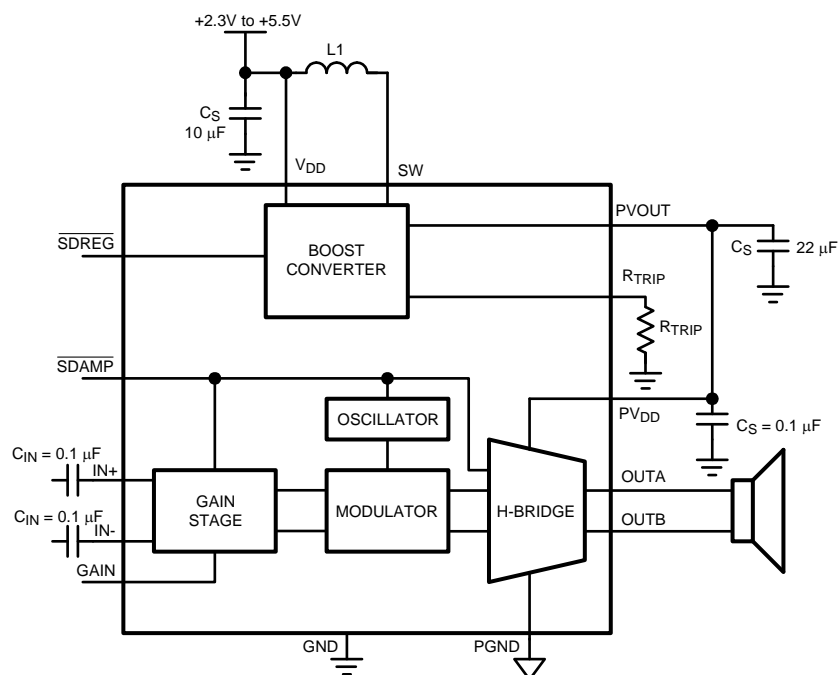 +2.3V to +5.5V
L1
CS
10 μF
VDD
SW
PVOUT
SDREG
BOOST
CONVERTER
CS
22 μF
RTRIP
RTRIP
SDAMP
OSCILLATOR
PVDD
CS = 0.1 μF
CIN = 0.1 μF
IN+
GAIN
STAGE
MODULATOR
H-BRIDGE
OUTA
CIN = 0.1 μF
IN-
OUTB
GAIN
GND
PGND